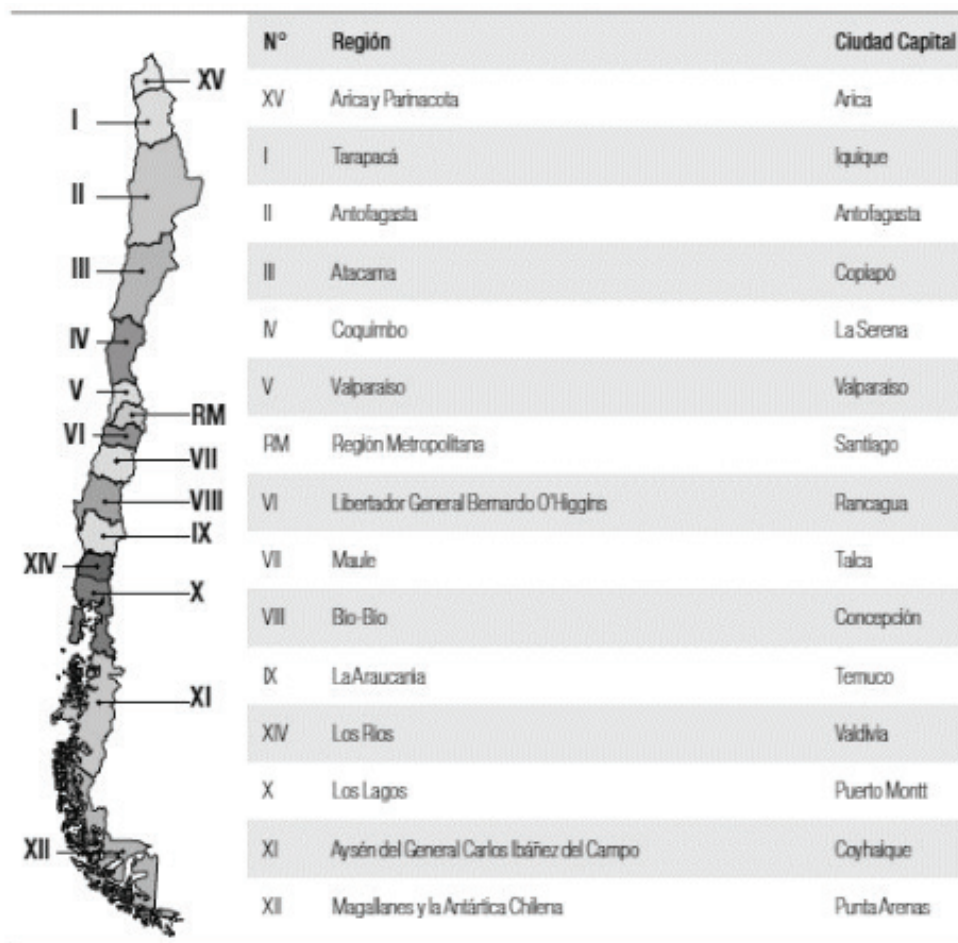 XV
I
II
III
IV
V
RM
VI
VII
VIII
IX
XIV
X
XI
XII
N° Región Ciudad Capital
XV Arica y Parinacota Arica
I Tarapacá Iquique
II Antofagasta Antofagasta
III Atacama Copiapó
IV Coquimbo La Serena
V Valparaíso Valparaíso
RM Región Metropolitana Santiago
VI Libertador General Bernardo O'Higgins Rancagua
VII Maule Talca
VIII Bío-Bío Concepción
IX La Araucanía Temuco
XIV Los Ríos Valdivia
X Los Lagos Puerto Montt
XI Aysén del General Carlos Ibáñez del Campo Coyhaique
XII Magallanes y la Antártica Chilena Punta Arenas